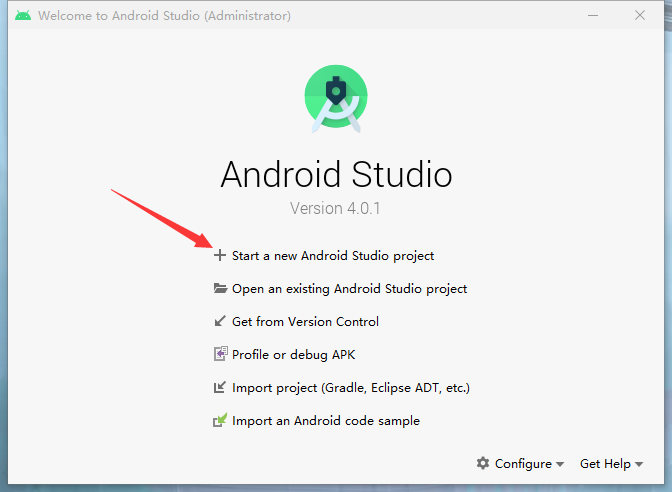 Welcome to Android Studio (Administrator)
Android Studio
Version 4.0.1
Start a new Android Studio project
Open an existing Android Studio project
Get from Version Control
Profile or debug APK
Import project (Gradle, Eclipse ADT, etc.)
Import an Android code sample
Configure Get Help